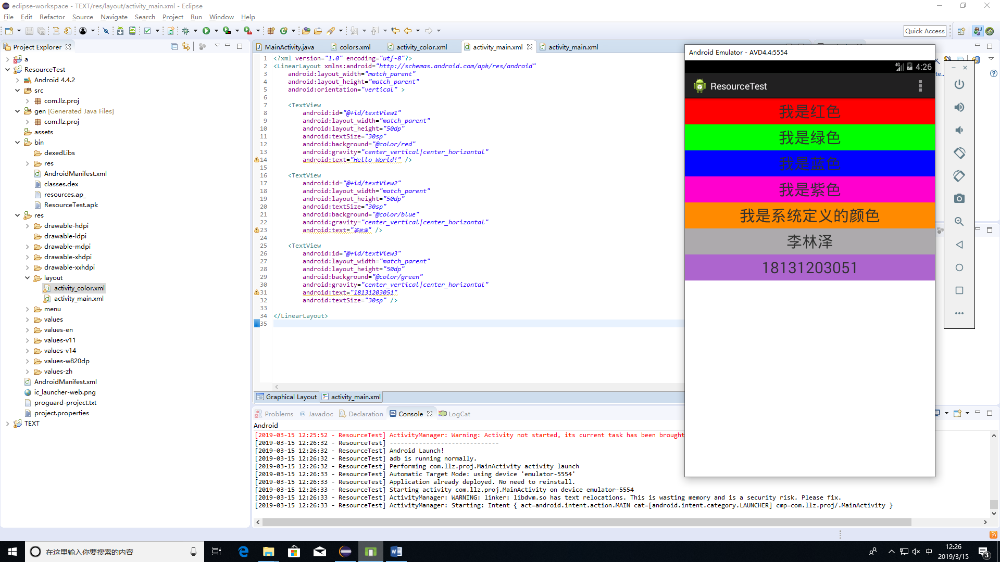 eclipse-workspace - TEXT/res/layout/activity_main.xml - Eclipse
File Edit Refactor Source Navigate Search Project Run Window Help
Quick Access
Project Explorer
a
ResourceTest
Android 4.4.2
src
com.llz.proj
gen [Generated Java Files]
com.llz.proj
assets
bin
dexedLibs
res
AndroidManifest.xml
classes.dex
resources.ap_
ResourceTest.apk
res
drawable-hdpi
drawable-ldpi
drawable-mdpi
drawable-xhdpi
drawable-xxhdpi
layout
activity_color.xml
activity_main.xml
menu
values
values-en
values-v11
values-v14
values-w820dp
values-zh
AndroidManifest.xml
ic_launcher-web.png
proguard-project.txt
project.properties
TEXT
MainActivity.java colors.xml activity_color.xml activity_main.xml activity_main.xml
1 <?xml version="1.0" encoding="utf-8"?>
2 <LinearLayout xmlns:android="http://schemas.android.com/apk/res/android"
3 android:layout_width="match_parent"
4 android:layout_height="match_parent"
5 android:orientation="vertical" >
6
7 <TextView
8 android:id="@+id/textView1"
9 android:layout_width="match_parent"
10 android:layout_height="50dp"
11 android:textSize="30sp"
12 android:background="@color/red"
13 android:gravity="center_vertical|center_horizontal"
14 android:text="Hello World!" />
15
16 <TextView
17 android:id="@+id/textView2"
18 android:layout_width="match_parent"
19 android:layout_height="50dp"
20 android:textSize="30sp"
21 android:background="@color/blue"
22 android:gravity="center_vertical|center_horizontal"
23 android:text="李林泽" />
24
25 <TextView
26 android:id="@+id/textView3"
27 android:layout_width="match_parent"
28 android:layout_height="50dp"
29 android:background="@color/green"
30 android:gravity="center_vertical|center_horizontal"
31 android:text="18131203051"
32 android:textSize="30sp" />
33
34 </LinearLayout>
35
Graphical Layout activity_main.xml
Problems @ Javadoc Declaration Console LogCat
Android
[2019-03-15 12:25:52 - ResourceTest] ActivityManager: Warning: Activity not started, its current task has been brought
[2019-03-15 12:26:32 - ResourceTest] ------------------------------
[2019-03-15 12:26:32 - ResourceTest] Android Launch!
[2019-03-15 12:26:32 - ResourceTest] adb is running normally.
[2019-03-15 12:26:32 - ResourceTest] Performing com.llz.proj.MainActivity activity launch
[2019-03-15 12:26:33 - ResourceTest] Automatic Target Mode: using device 'emulator-5554'
[2019-03-15 12:26:33 - ResourceTest] Application already deployed. No need to reinstall.
[2019-03-15 12:26:33 - ResourceTest] Starting activity com.llz.proj.MainActivity on device emulator-5554
[2019-03-15 12:26:33 - ResourceTest] ActivityManager: WARNING: linker: libdvm.so has text relocations. This is wasting memory and is a security risk. Please fix.
[2019-03-15 12:26:33 - ResourceTest] ActivityManager: Starting: Intent { act=android.intent.action.MAIN cat=[android.intent.category.LAUNCHER] cmp=com.llz.proj/.MainActivity }
Android Emulator - AVD4.4:5554
4G 4:26
ResourceTest
我是红色
我是绿色
我是蓝色
我是紫色
我是系统定义的颜色
李林泽
18131203051
te..
在这里输入你要搜索的内容
中
12:26
2019/3/15
3